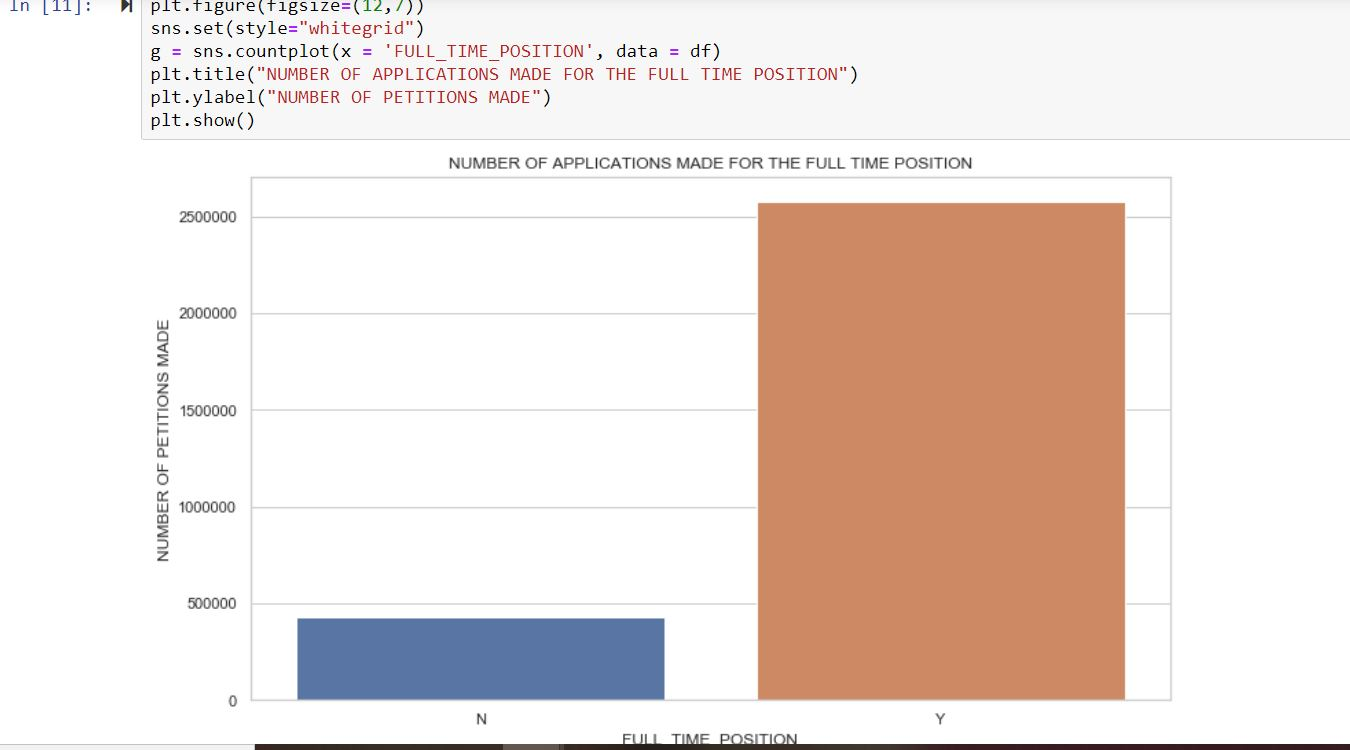 In [11]:
plt.figure(figsize=(12,7))
sns.set(style="whitegrid")
g = sns.countplot(x = 'FULL_TIME_POSITION', data = df)
plt.title("NUMBER OF APPLICATIONS MADE FOR THE FULL TIME POSITION")
plt.ylabel("NUMBER OF PETITIONS MADE")
plt.show()
NUMBER OF APPLICATIONS MADE FOR THE FULL TIME POSITION
NUMBER OF PETITIONS MADE
2500000
2000000
1500000
1000000
500000
0
N Y
FULL_TIME_POSITION